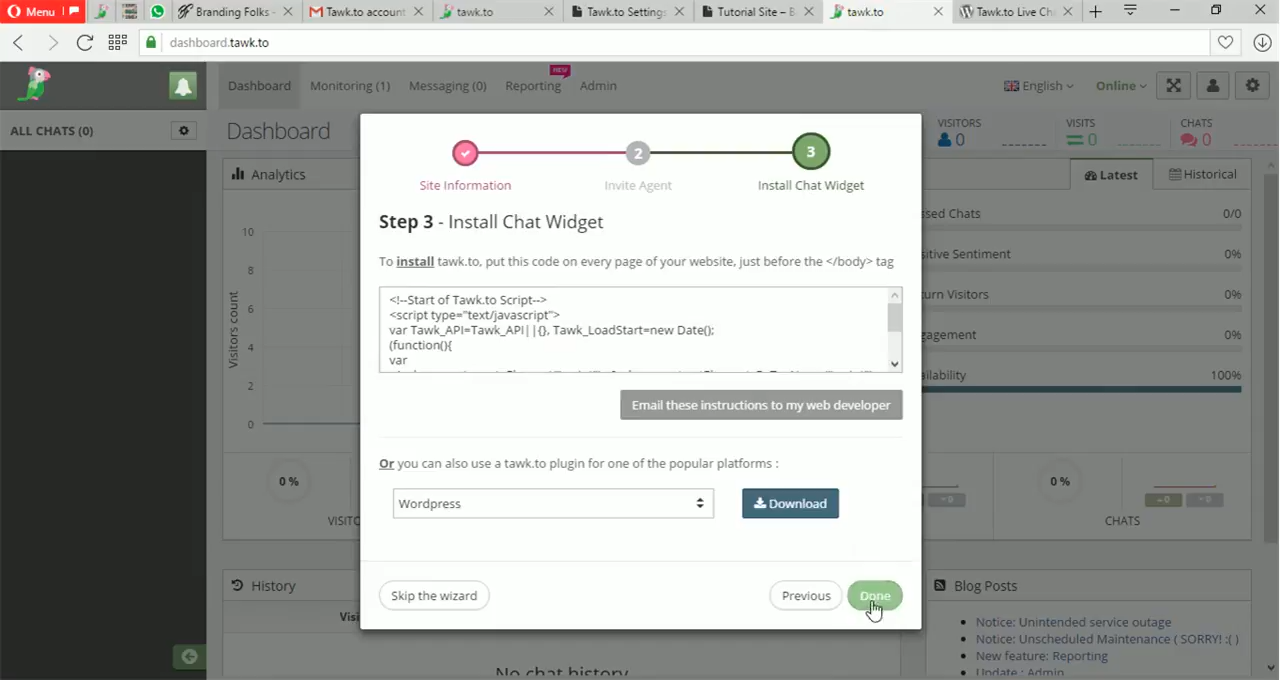 Menu
Branding Folks -
Tawk.to account
tawk.to
Tawk.to Settings
Tutorial Site – B
tawk.to
Tawk.to Live Ch
dashboard.tawk.to
Dashboard
Monitoring (1)
Messaging (0)
Reporting
NEW
Admin
English
Online
ALL CHATS (0)
Dashboard
VISITORS
0
VISITS
0
CHATS
0
Analytics
Latest
Historical
Site Information
2
Invite Agent
3
Install Chat Widget
Step 3 - Install Chat Widget
To install tawk.to, put this code on every page of your website, just before the </body> tag
<!--Start of Tawk.to Script-->
<script type="text/javascript">
var Tawk_API=Tawk_API||{}, Tawk_LoadStart=new Date();
(function(){
var
Email these instructions to my web developer
Or you can also use a tawk.to plugin for one of the popular platforms :
Wordpress
Download
Skip the wizard
Previous
Done
10
8
6
4
2
0
Visitors count
ssed Chats
0/0
sitive Sentiment
0%
turn Visitors
0%
gagement
0%
ailability
100%
0 %
VISITO
0 %
CHATS
History
Visi
No chat history
Blog Posts
Notice: Unintended service outage
Notice: Unscheduled Maintenance ( SORRY! :( )
New feature: Reporting
Update : Admin